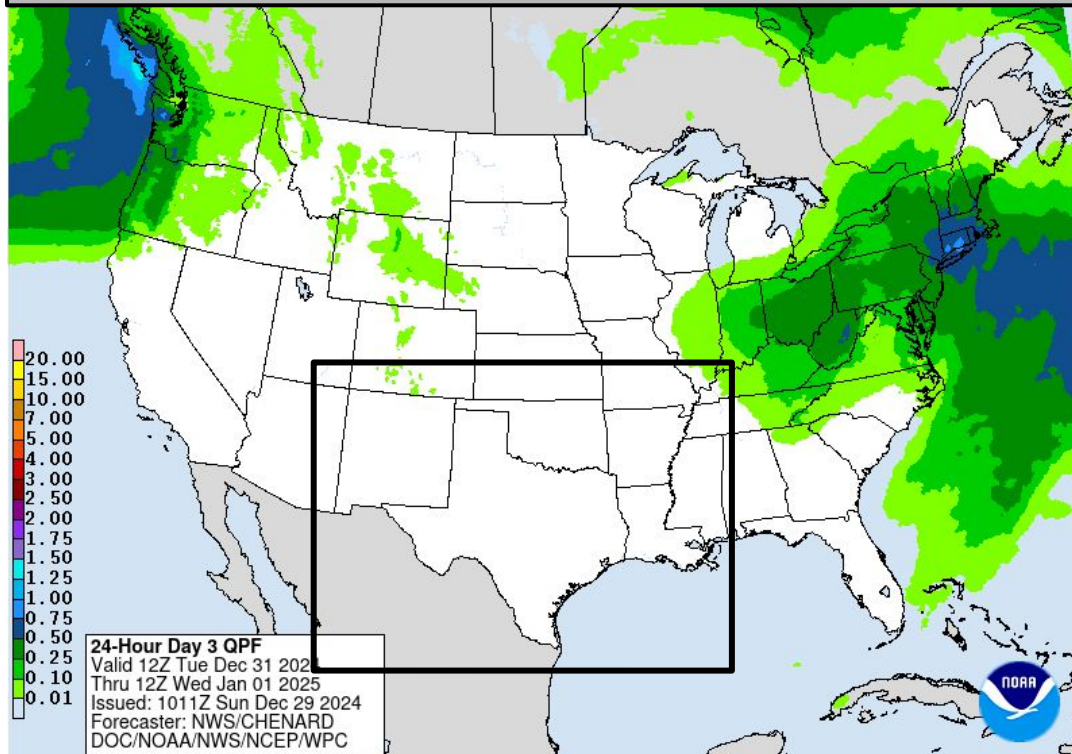 20.00
15.00
10.00
7.00
5.00
4.00
3.00
2.50
2.00
1.75
1.50
1.25
1.00
0.75
0.50
0.25
0.10
0.01
24-Hour Day 3 QPF
Valid 12Z Tue Dec 31 2024
Thru 12Z Wed Jan 01 2025
Issued: 1011Z Sun Dec 29 2024
Forecaster: NWS/CHENARD
DOC/NOAA/NWS/NCEP/WPC
NOAA